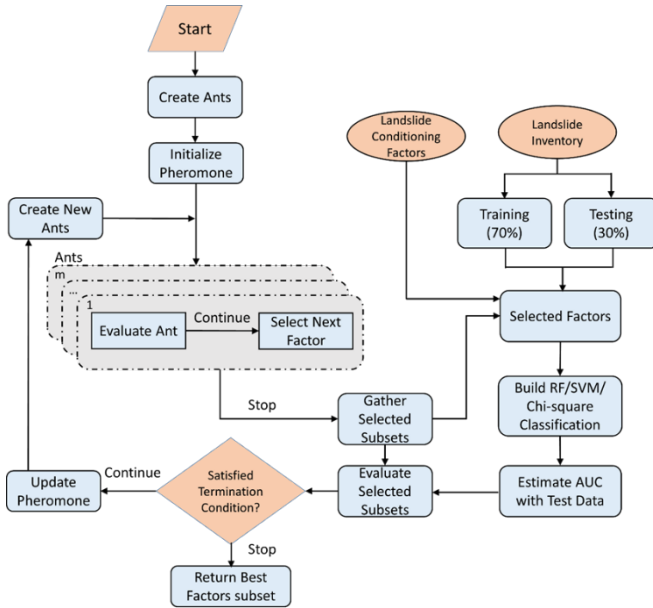 Start
Create Ants
Initialize
Pheromone
Landslide
Conditioning
Factors
Landslide
Inventory
Create New
Ants
Training
(70%)
Testing
(30%)
Ants
m
...
1
Evaluate Ant
Continue
Select Next
Factor
Selected Factors
Stop
Gather
Selected
Subsets
Build RF/SVM/
Chi-square
Classification
Update
Pheromone
Continue
Satisfied
Termination
Condition?
Evaluate
Selected
Subsets
Estimate AUC
with Test Data
Stop
Return Best
Factors subset